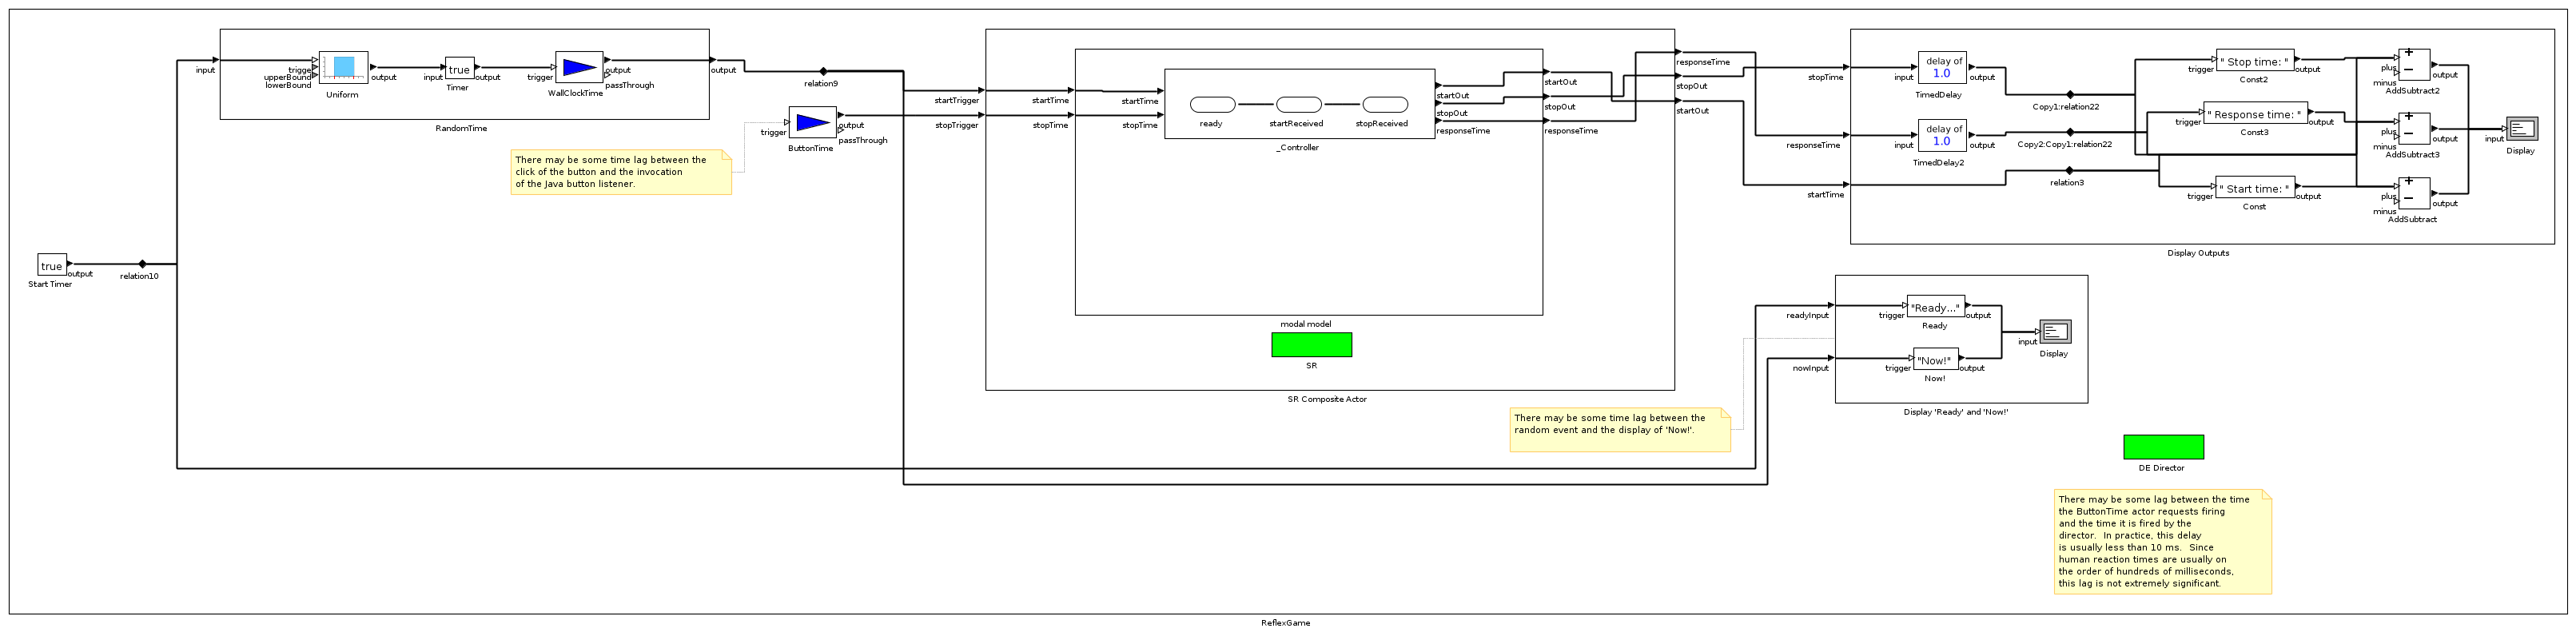 input
trigge
upperBound
lowerBound
output
Uniform
true
input
output
Timer
trigger
output
passThrough
WallClockTime
output
RandomTime
relation9
trigger
output
passThrough
ButtonTime
There may be some time lag between the
click of the button and the invocation
of the Java button listener.
true
output
Start Timer
relation10
startTrigger
stopTrigger
startTime
stopTime
startTime
stopTime
ready
startReceived
stopReceived
startOut
stopOut
responseTime
_Controller
startOut
stopOut
responseTime
modal model
SR
responseTime
stopOut
startOut
SR Composite Actor
stopTime
responseTime
startTime
delay of
1.0
input
output
TimedDelay
delay of
1.0
input
output
TimedDelay2
Copy1:relation22
Copy2:Copy1:relation22
relation3
" Stop time: "
trigger
output
Const2
" Response time: "
trigger
output
Const3
" Start time: "
trigger
output
Const
+
−
plus
minus
output
AddSubtract2
+
−
plus
minus
output
AddSubtract3
+
−
plus
minus
output
AddSubtract
input
Display
Display Outputs
readyInput
nowInput
"Ready..."
trigger
output
Ready
"Now!"
trigger
output
Now!
input
Display
Display 'Ready' and 'Now!'
There may be some time lag between the
random event and the display of 'Now!'.
DE Director
There may be some lag between the time
the ButtonTime actor requests firing
and the time it is fired by the
director. In practice, this delay
is usually less than 10 ms. Since
human reaction times are usually on
the order of hundreds of milliseconds,
this lag is not extremely significant.
ReflexGame